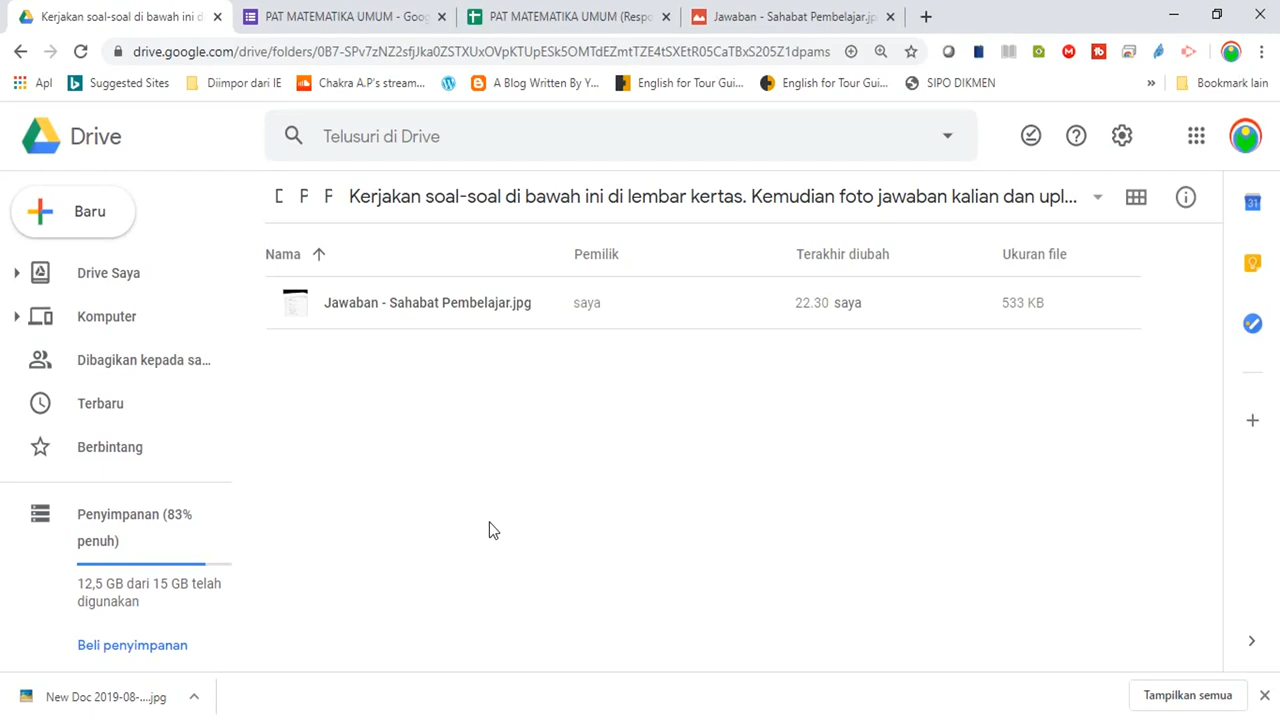 Kerjakan soal-soal di bawah ini d
PAT MATEMATIKA UMUM - Goog
PAT MATEMATIKA UMUM (Respo
Jawaban - Sahabat Pembelajar.jp
drive.google.com/drive/folders/0B7-SPv7zNZ2sfjJka0ZSTXUxOVpKTUpESk5OMTdEZmtTZE4tSXEtR05CaTBxS205Z1dpams
Apl
Suggested Sites
Diimpor dari IE
Chakra A.P's stream...
A Blog Written By Y...
English for Tour Gui...
English for Tour Gui...
SIPO DIKMEN
»
Bookmark lain
Drive
Telusuri di Drive
Baru
D P F Kerjakan soal-soal di bawah ini di lembar kertas. Kemudian foto jawaban kalian dan upl...
Nama
Pemilik
Terakhir diubah
Ukuran file
Jawaban - Sahabat Pembelajar.jpg
saya
22.30 saya
533 KB
Drive Saya
Komputer
Dibagikan kepada sa...
Terbaru
Berbintang
Penyimpanan (83%
penuh)
12,5 GB dari 15 GB telah
digunakan
Beli penyimpanan
31
New Doc 2019-08-....jpg
Tampilkan semua